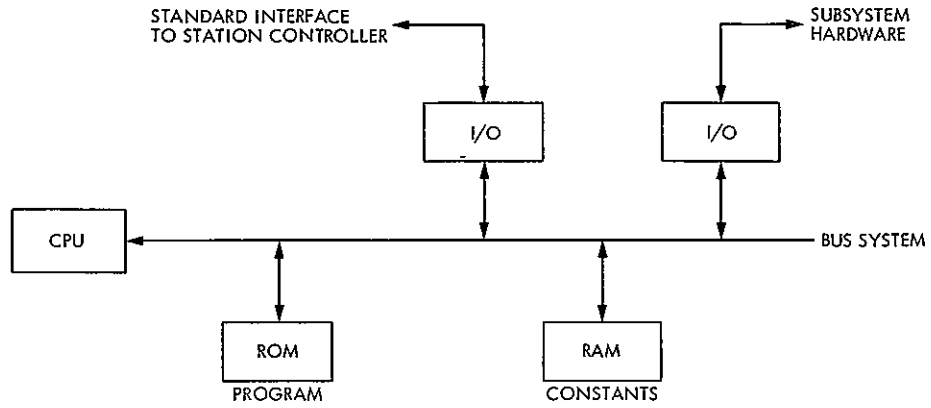 STANDARD INTERFACE
TO STATION CONTROLLER
SUBSYSTEM
HARDWARE
I/O
I/O
CPU
BUS SYSTEM
ROM
RAM
PROGRAM
CONSTANTS